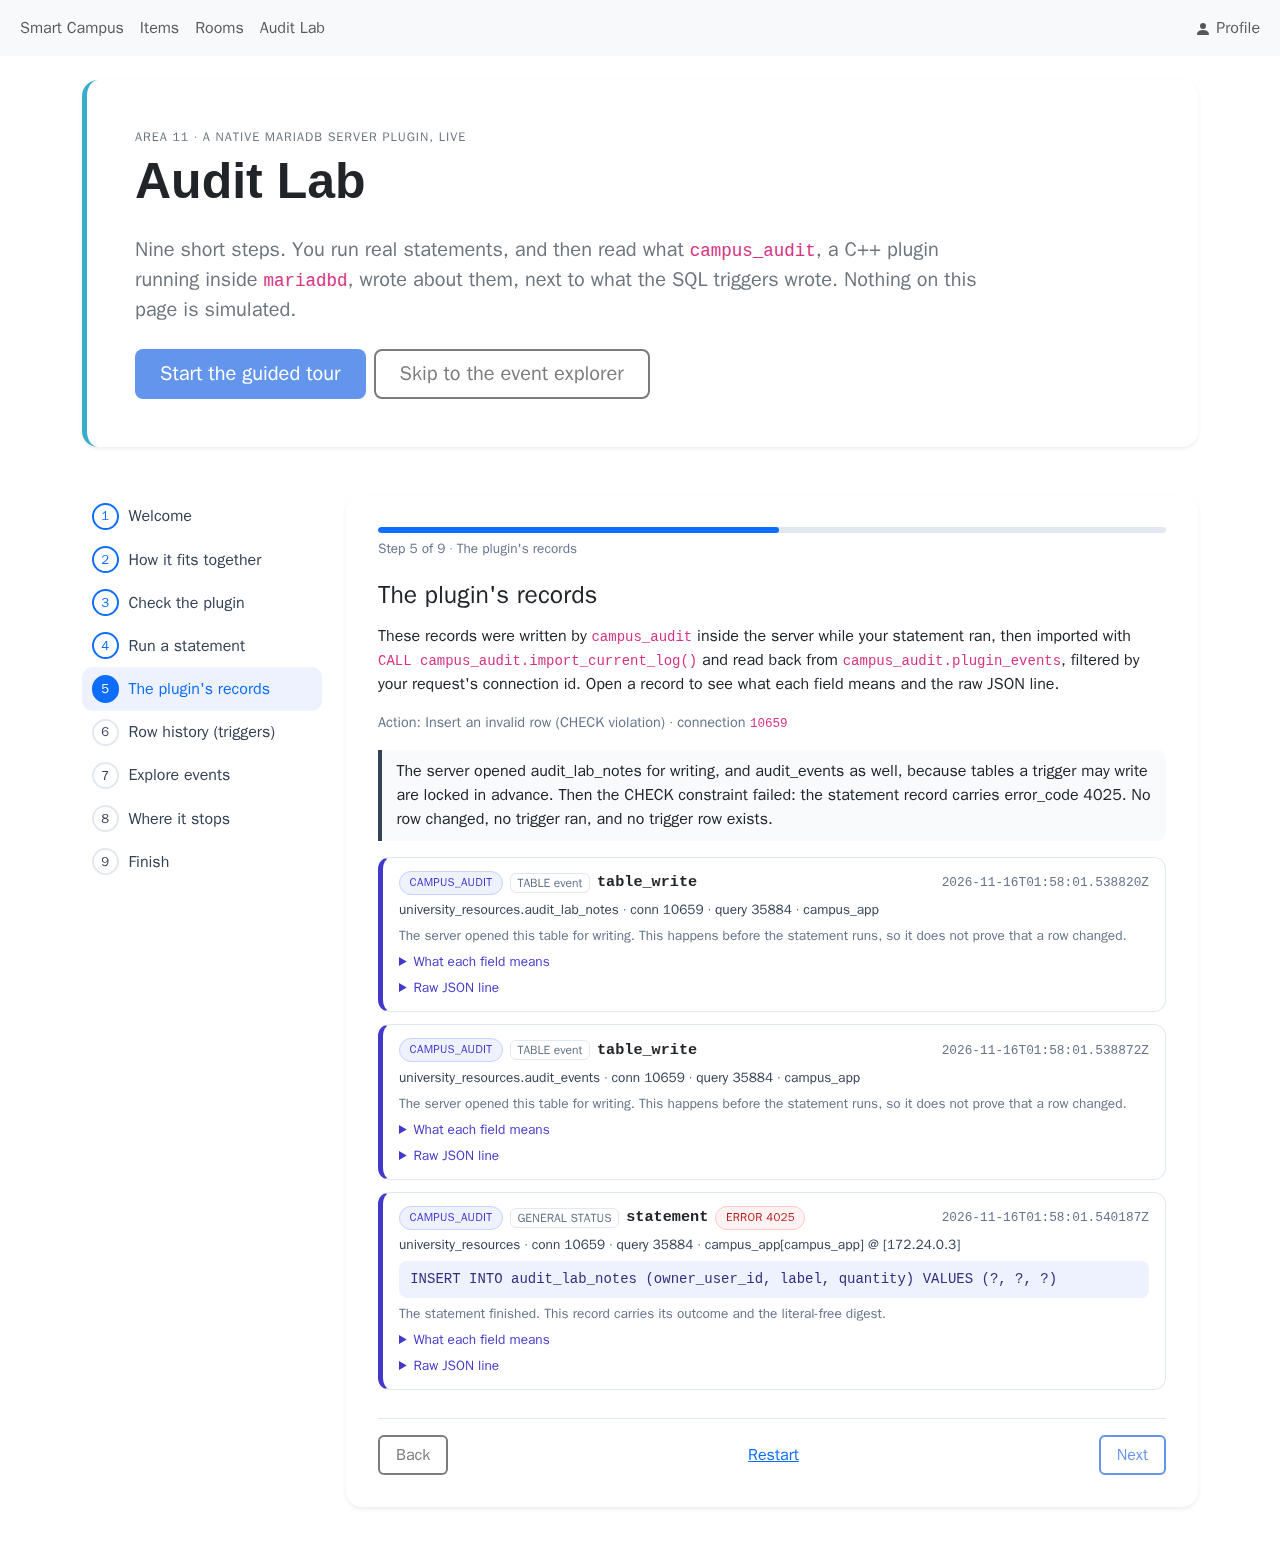 Smart Campus Items Rooms Audit Lab Profile
AREA 11 · A NATIVE MARIADB SERVER PLUGIN, LIVE
Audit Lab
Nine short steps. You run real statements, and then read what campus_audit, a C++ plugin
running inside mariadbd, wrote about them, next to what the SQL triggers wrote. Nothing on this
page is simulated.
Start the guided tour Skip to the event explorer
1 Welcome
2 How it fits together
3 Check the plugin
4 Run a statement
5 The plugin's records
6 Row history (triggers)
7 Explore events
8 Where it stops
9 Finish
Step 5 of 9 · The plugin's records
The plugin's records
These records were written by campus_audit inside the server while your statement ran, then imported with
CALL campus_audit.import_current_log() and read back from campus_audit.plugin_events, filtered by
your request's connection id. Open a record to see what each field means and the raw JSON line.
Action: Insert an invalid row (CHECK violation) · connection 10659
The server opened audit_lab_notes for writing, and audit_events as well, because tables a trigger may write
are locked in advance. Then the CHECK constraint failed: the statement record carries error_code 4025. No
row changed, no trigger ran, and no trigger row exists.
CAMPUS_AUDIT TABLE event table_write 2026-11-16T01:58:01.538820Z
university_resources.audit_lab_notes · conn 10659 · query 35884 · campus_app
The server opened this table for writing. This happens before the statement runs, so it does not prove that a row changed.
What each field means
Raw JSON line
CAMPUS_AUDIT TABLE event table_write 2026-11-16T01:58:01.538872Z
university_resources.audit_events · conn 10659 · query 35884 · campus_app
The server opened this table for writing. This happens before the statement runs, so it does not prove that a row changed.
What each field means
Raw JSON line
CAMPUS_AUDIT GENERAL STATUS statement ERROR 4025 2026-11-16T01:58:01.540187Z
university_resources · conn 10659 · query 35884 · campus_app[campus_app] @ [172.24.0.3]
INSERT INTO audit_lab_notes (owner_user_id, label, quantity) VALUES (?, ?, ?)
The statement finished. This record carries its outcome and the literal-free digest.
What each field means
Raw JSON line
Back Restart Next